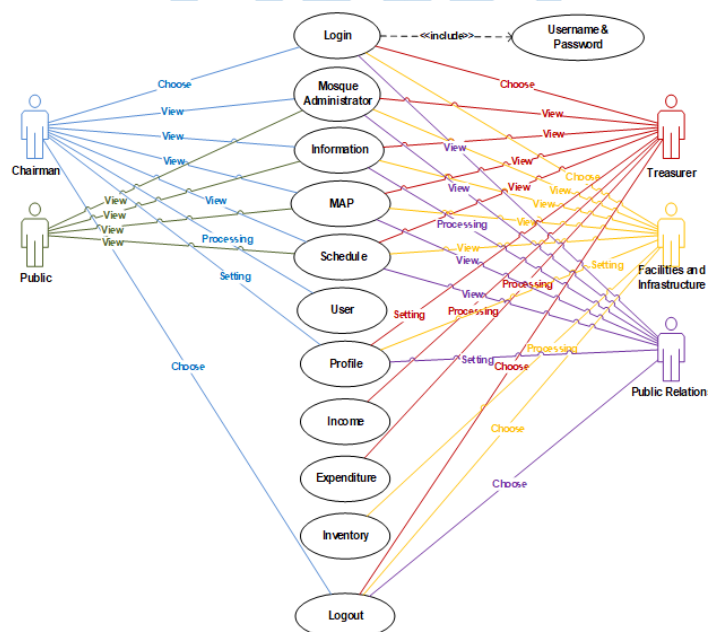 Login
<<include>>
Username &
Password
Choose
Choose
Mosque
Administrator
View
View
Chairman
Treasurer
View
Information
View
View
Choose
View
MAP
View
View
View
View
View
View
View
View
View
Processing
View
Public
Processing
Schedule
View
View
Setting
Facilities and
Infrastructure
Setting
View
User
Setting
Processing
Processing
Profile
Setting
Processing
Choose
Choose
Public Relations
Income
Choose
Expenditure
Choose
Inventory
Logout